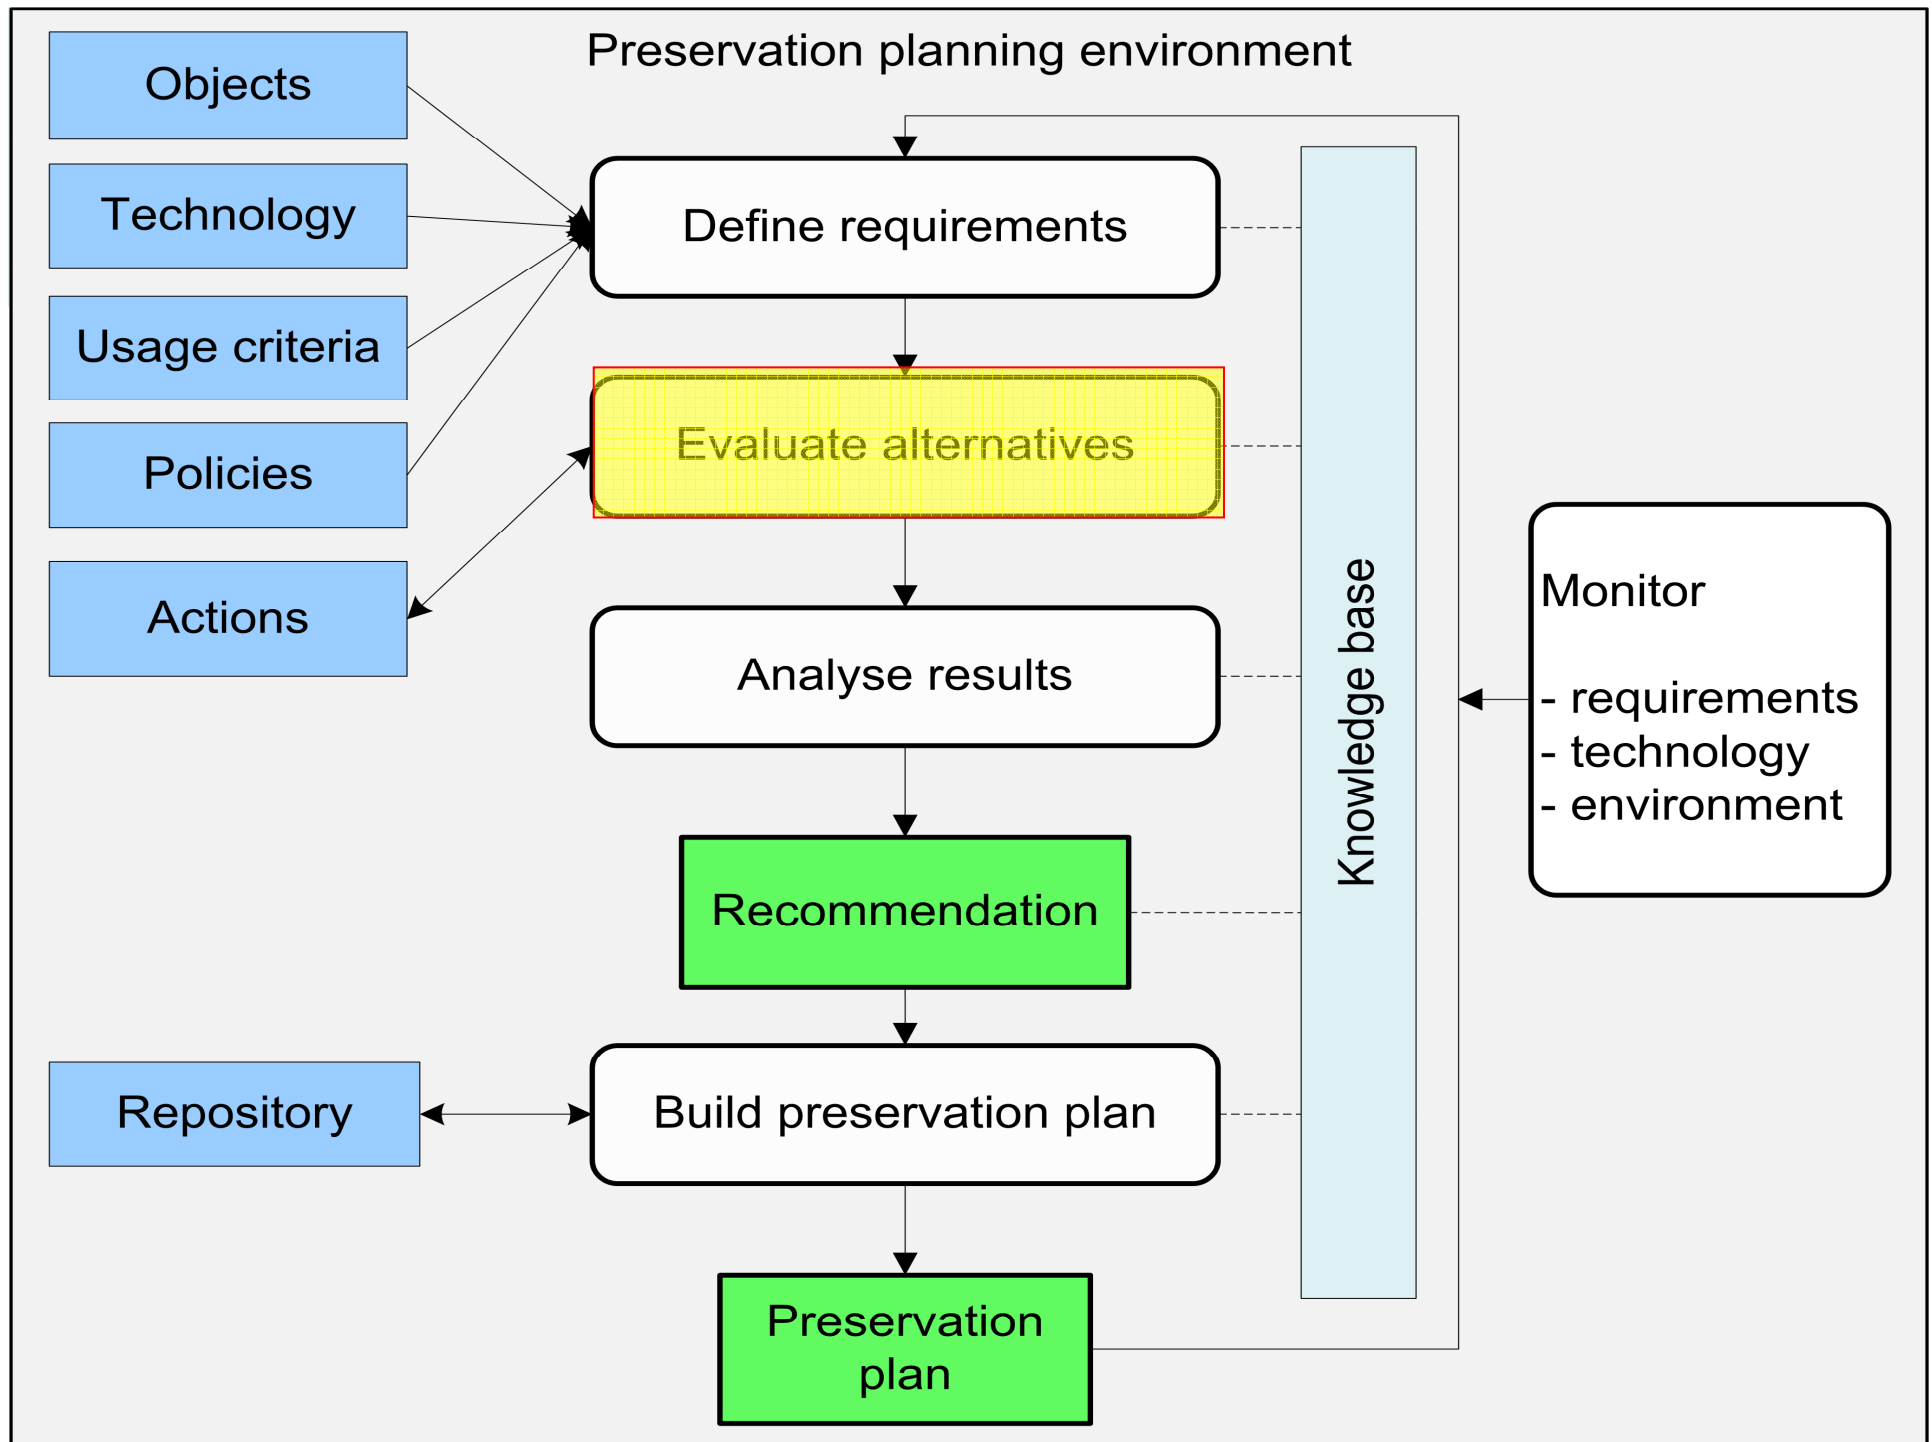 Preservation planning environment
Objects
Technology
Usage criteria
Policies
Actions
Repository
Define requirements
Evaluate alternatives
Analyse results
Recommendation
Build preservation plan
Preservation
plan
Knowledge base
Monitor
- requirements
- technology
- environment